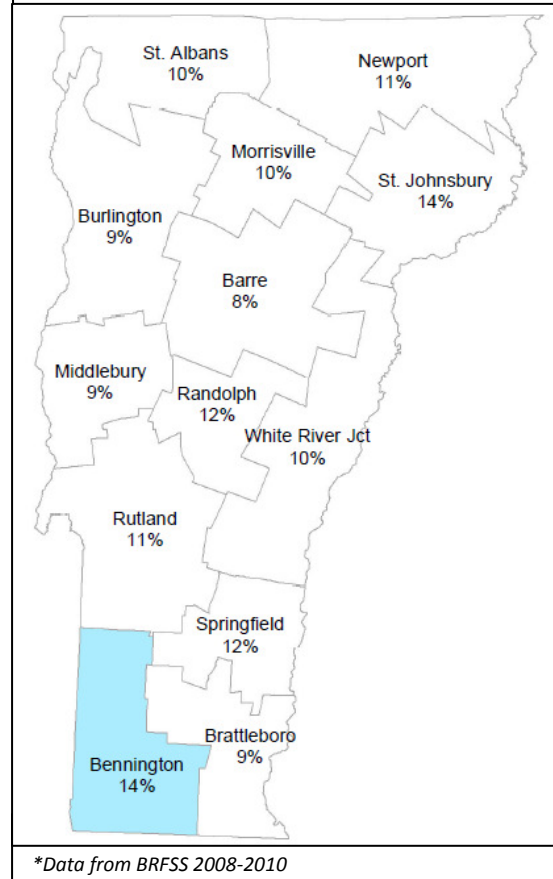 St. Albans
10%
Newport
11%
Morrisville
10%
St. Johnsbury
14%
Burlington
9%
Barre
8%
Middlebury
9%
Randolph
12%
White River Jct
10%
Rutland
11%
Springfield
12%
Brattleboro
9%
Bennington
14%
*Data from BRFSS 2008-2010